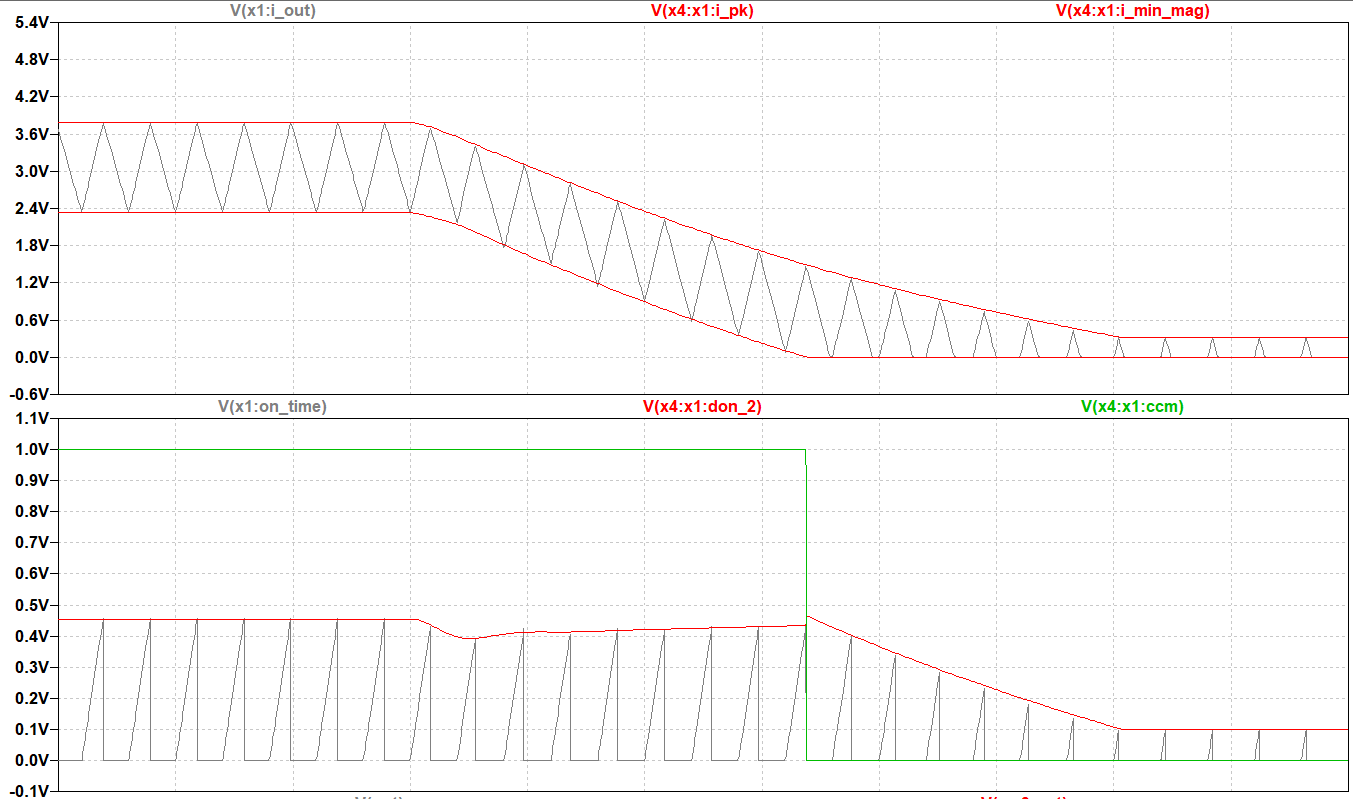 V(x1:i_out) V(x4:x1:i_pk) V(x4:x1:i_min_mag)
5.4V
4.8V
4.2V
3.6V
3.0V
2.4V
1.8V
1.2V
0.6V
0.0V
-0.6V
V(x1:on_time) V(x4:x1:don_2) V(x4:x1:ccm)
1.1V
1.0V
0.9V
0.8V
0.7V
0.6V
0.5V
0.4V
0.3V
0.2V
0.1V
0.0V
-0.1V